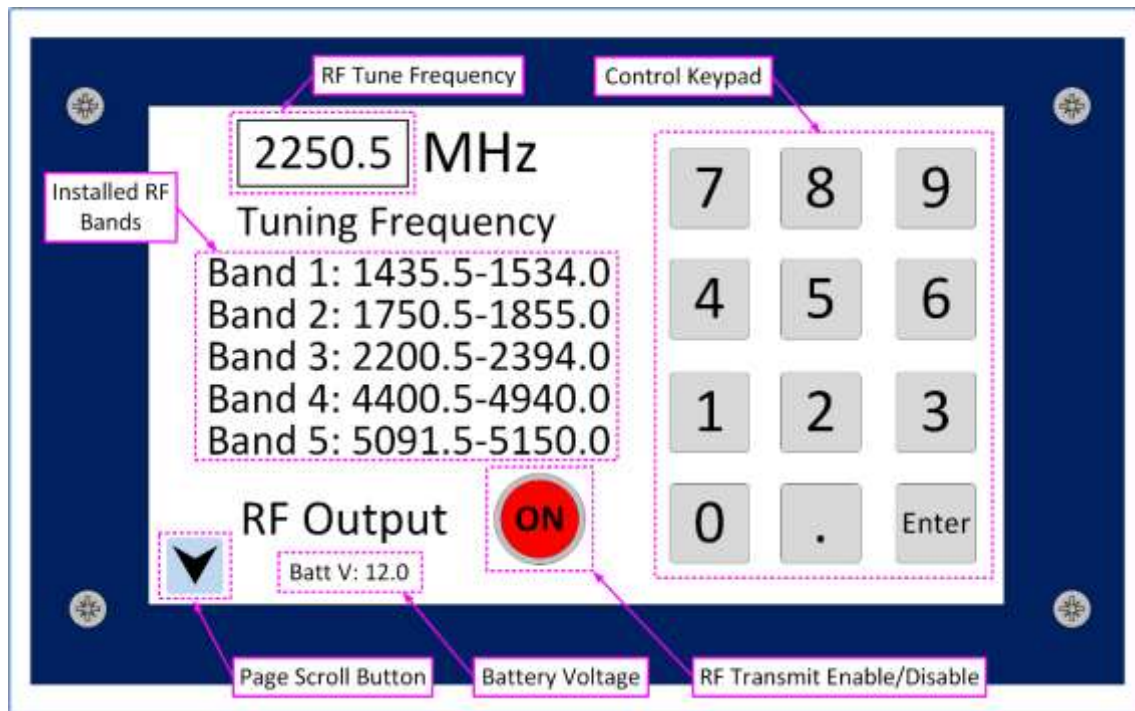 RF Tune Frequency
Control Keypad
2250.5 MHz
Installed RF
Bands
Tuning Frequency
Band 1: 1435.5-1534.0
Band 2: 1750.5-1855.0
Band 3: 2200.5-2394.0
Band 4: 4400.5-4940.0
Band 5: 5091.5-5150.0
RF Output
ON
Batt V: 12.0
7 8 9
4 5 6
1 2 3
0 . Enter
Page Scroll Button
Battery Voltage
RF Transmit Enable/Disable